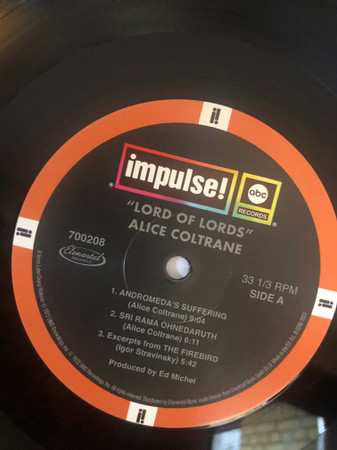 impulse!
abc
RECORDS
"LORD OF LORDS"
ALICE COLTRANE
700208
Elemental
33 1/3 RPM
SIDE A
1. ANDROMEDA'S SUFFERING
(Alice Coltrane) 9:04
2. SRI RAMA OHNEDARUTH
(Alice Coltrane) 6:11
3. Excerpts from THE FIREBIRD
(Igor Stravinsky) 5:42
Produced by Ed Michel